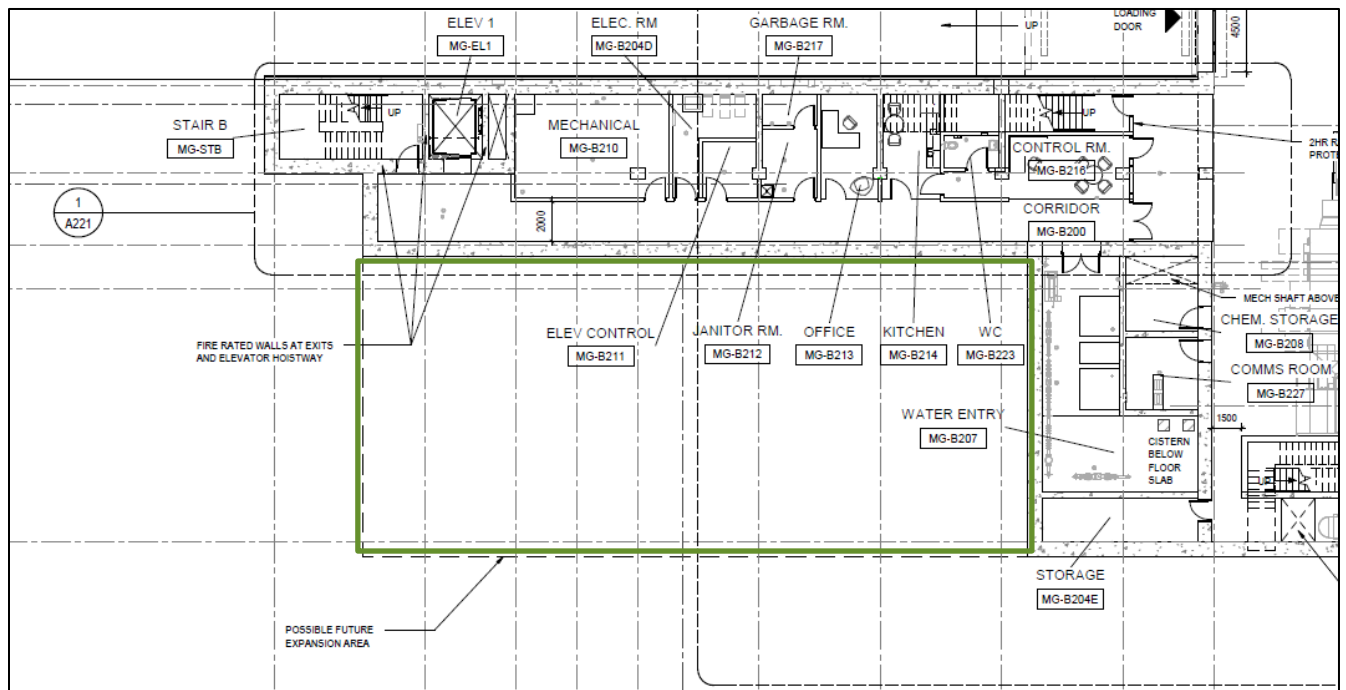 ELEV 1
MG-EL1
ELEC. RM
MG-B204D
GARBAGE RM.
MG-B217
UP
LOADING
DOOR
4500
STAIR B
MG-STB
UP
MECHANICAL
MG-B210
UP
CONTROL RM.
MG-B216
2HR R
PROTE
1
A221
2000
CORRIDOR
MG-B200
MECH SHAFT ABOVE
FIRE RATED WALLS AT EXITS
AND ELEVATOR HOISTWAY
ELEV CONTROL
MG-B211
JANITOR RM.
MG-B212
OFFICE
MG-B213
KITCHEN
MG-B214
WC
MG-B223
CHEM. STORAGE
MG-B208
COMMS ROOM
MG-B227
WATER ENTRY
MG-B207
1500
CISTERN
BELOW
FLOOR
SLAB
UP
STORAGE
MG-B204E
POSSIBLE FUTURE
EXPANSION AREA